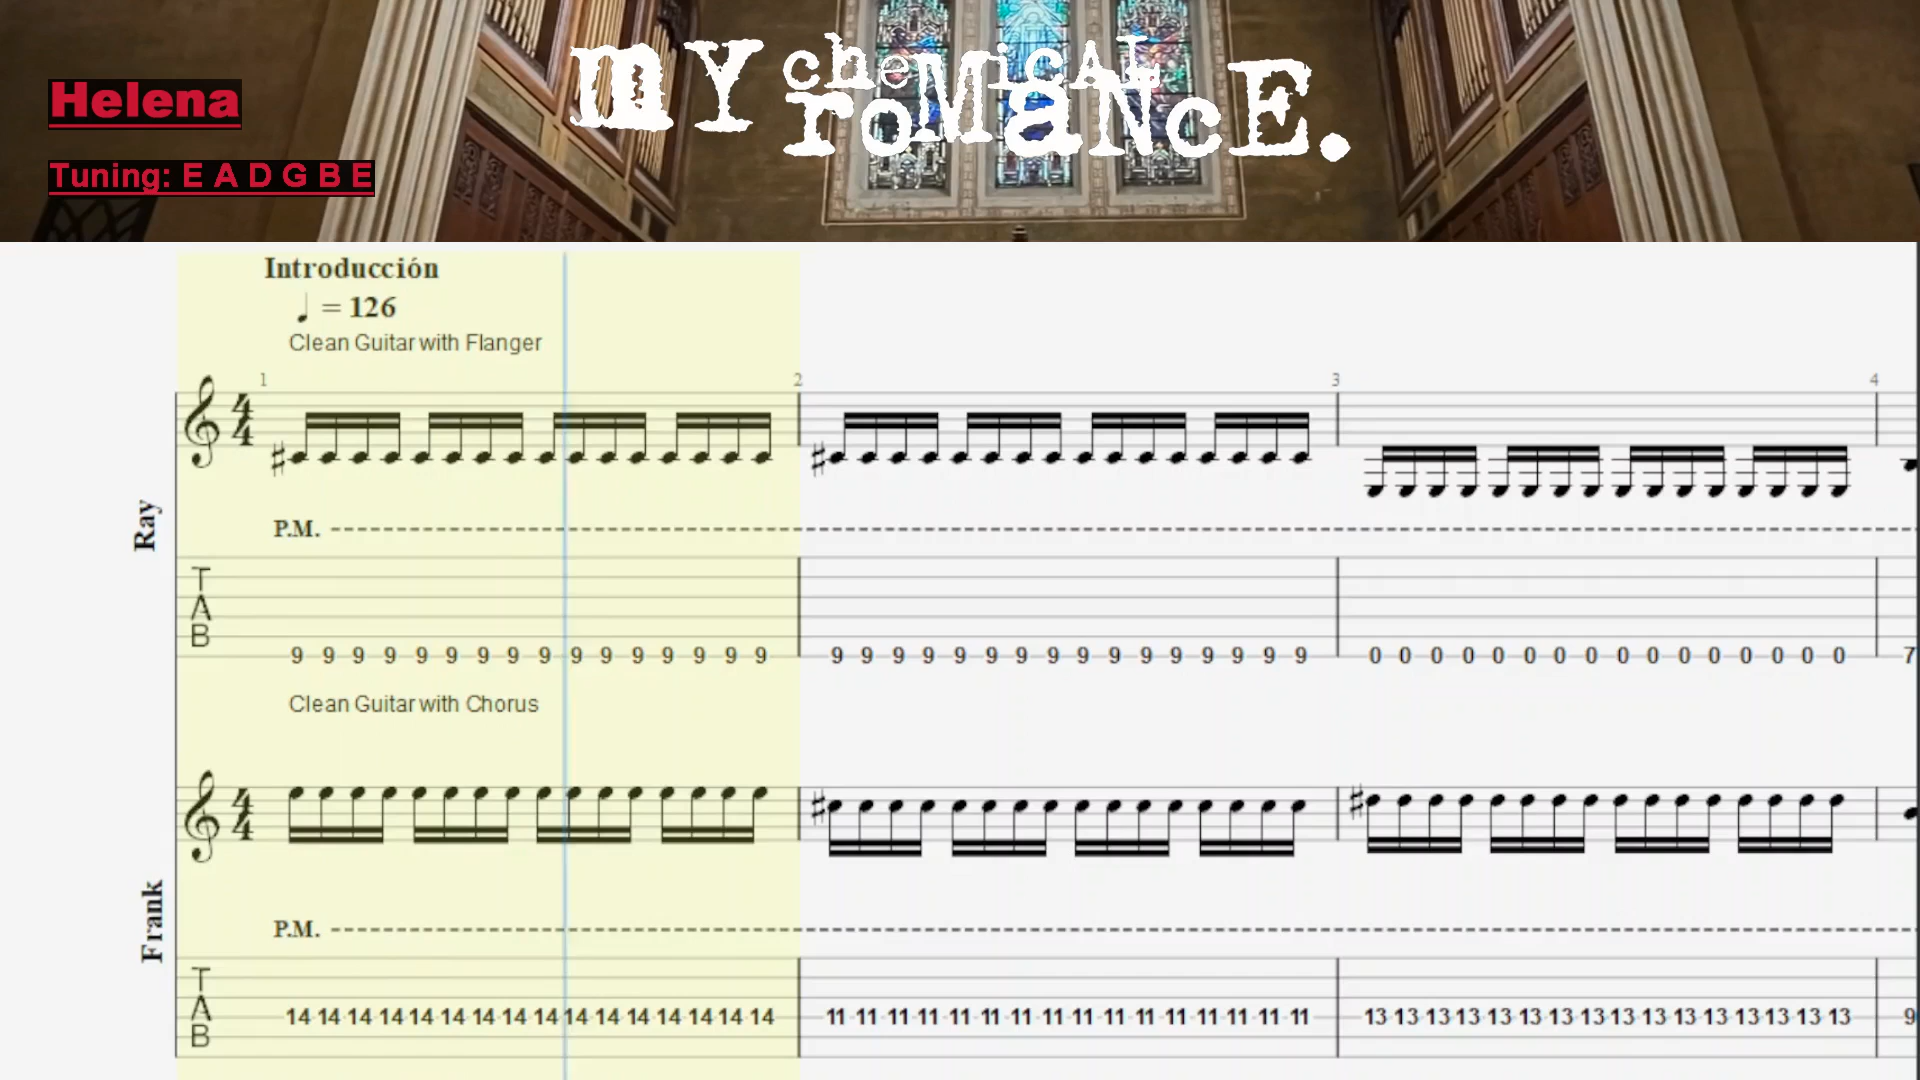 my chemical
romance.
Helena
Tuning: E A D G B E
Introducción
♩ = 126
Clean Guitar with Flanger
1 2 3 4
4
4
Ray
P.M.
T
A
B
9 9 9 9 9 9 9 9 9 9 9 9 9 9 9 9 9 9 9 9 9 9 9 9 9 9 9 9 9 9 9 9 0 0 0 0 0 0 0 0 0 0 0 0 0 0 0 0 7
Clean Guitar with Chorus
4
4
Frank
P.M.
T
A
B
14 14 14 14 14 14 14 14 14 14 14 14 14 14 14 14 11 11 11 11 11 11 11 11 11 11 11 11 11 11 11 11 13 13 13 13 13 13 13 13 13 13 13 13 13 13 13 13 9